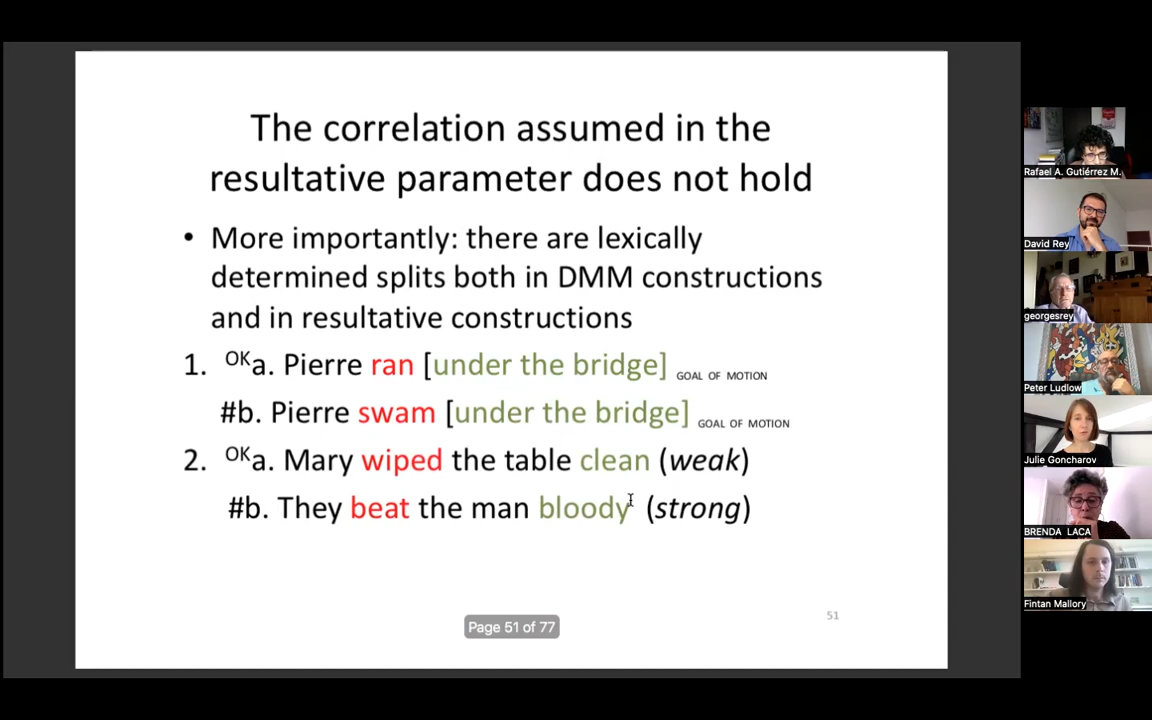 The correlation assumed in the
resultative parameter does not hold
• More importantly: there are lexically
determined splits both in DMM constructions
and in resultative constructions
1. OKa. Pierre ran [under the bridge] GOAL OF MOTION
#b. Pierre swam [under the bridge] GOAL OF MOTION
2. OKa. Mary wiped the table clean (weak)
#b. They beat the man bloody (strong)
51
Page 51 of 77
Rafael A. Gutiérrez M.
David Rey
georgesrey
Peter Ludlow
Julie Goncharov
BRENDA LACA
Fintan Mallory